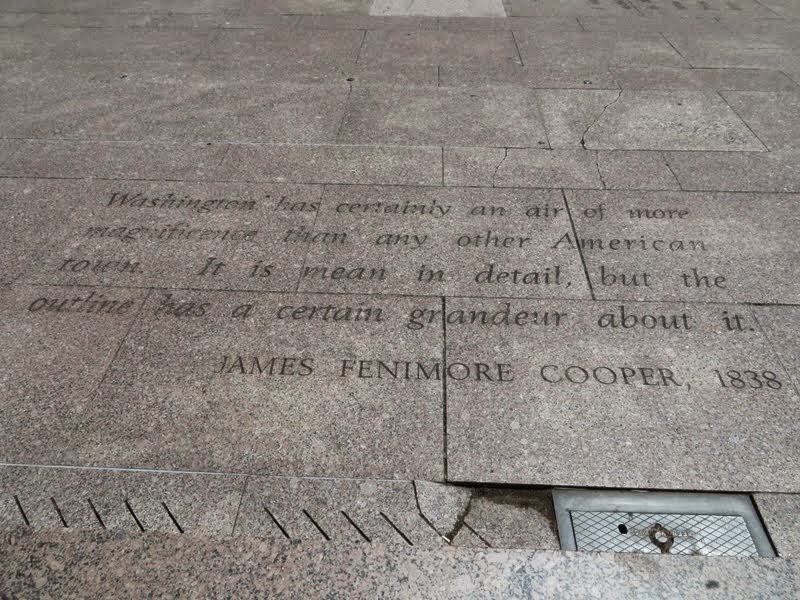 Washington has certainly an air of more
magnificence than any other American
town. It is mean in detail, but the
outline has a certain grandeur about it.
JAMES FENIMORE COOPER, 1838